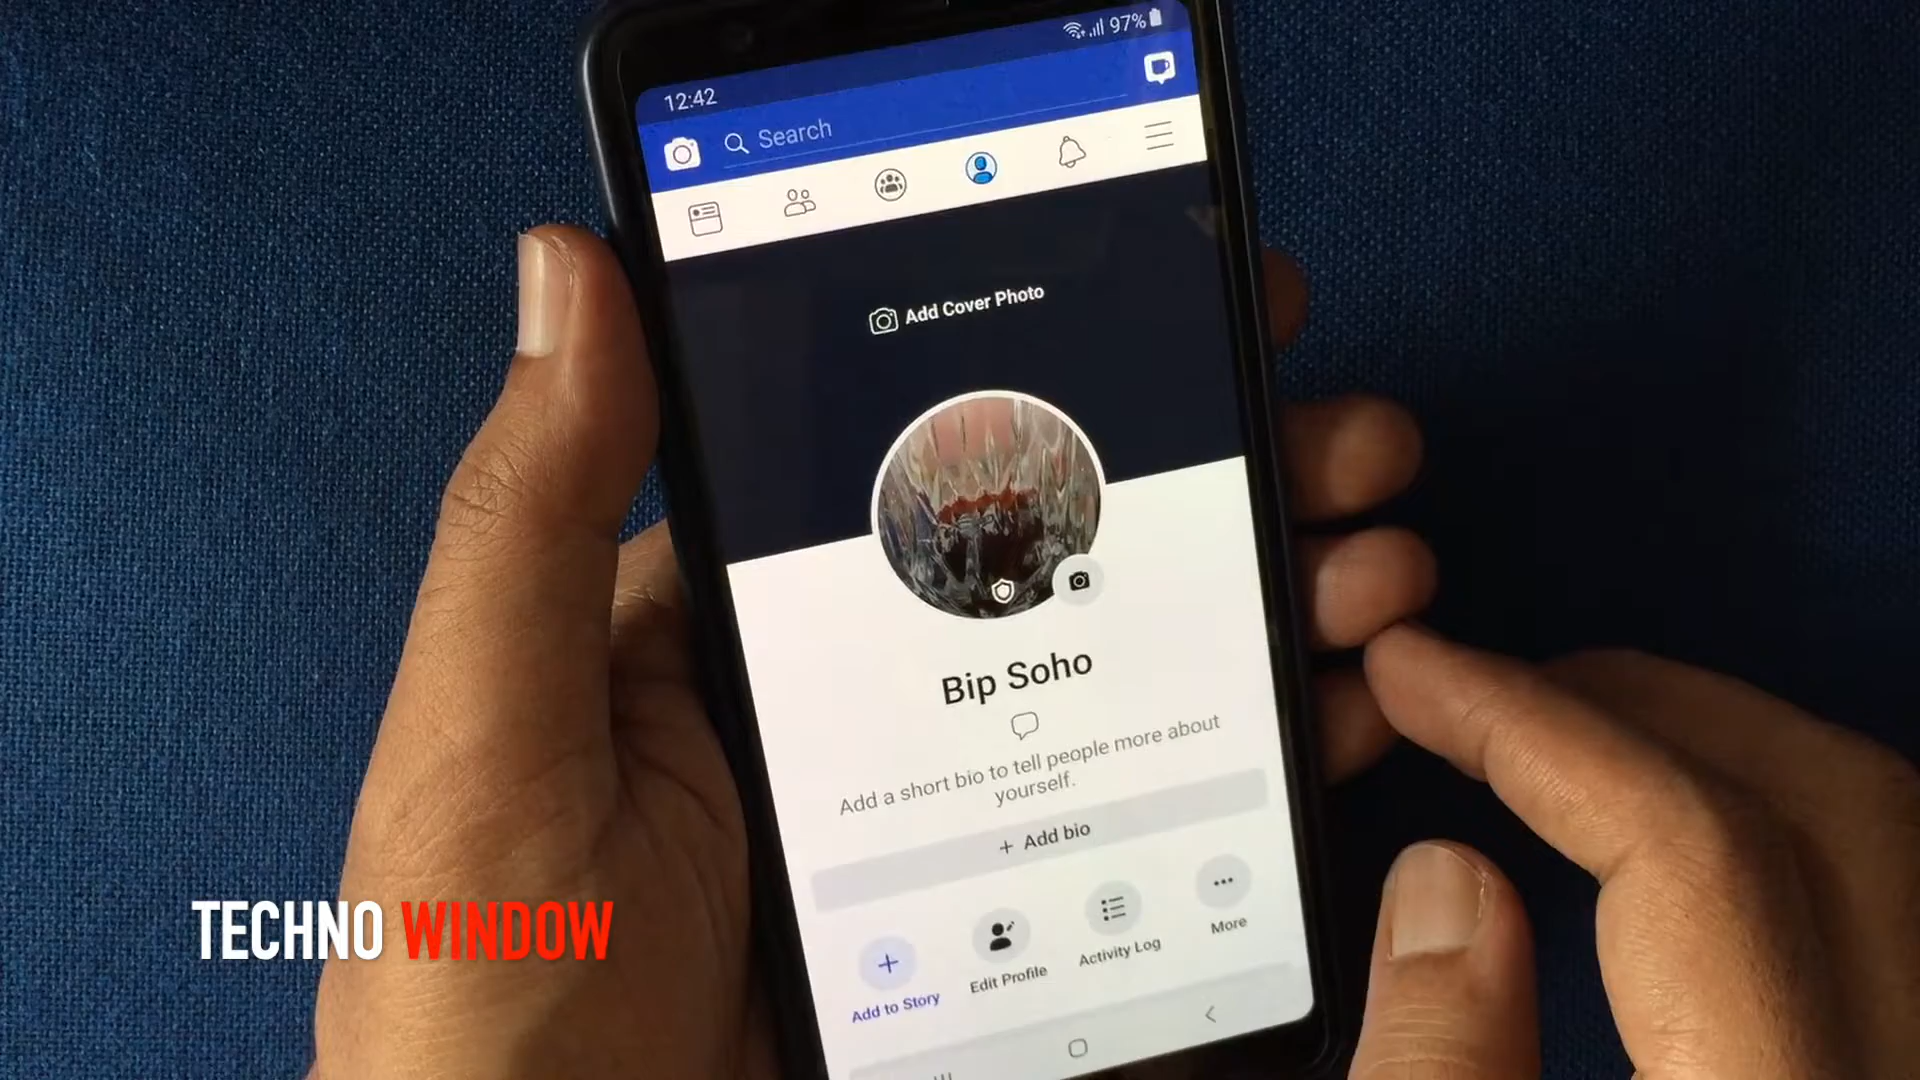 97%
12:42
Search
Add Cover Photo
Bip Soho
Add a short bio to tell people more about
yourself.
+ Add bio
Add to Story
Edit Profile
Activity Log
More
TECHNO WINDOW